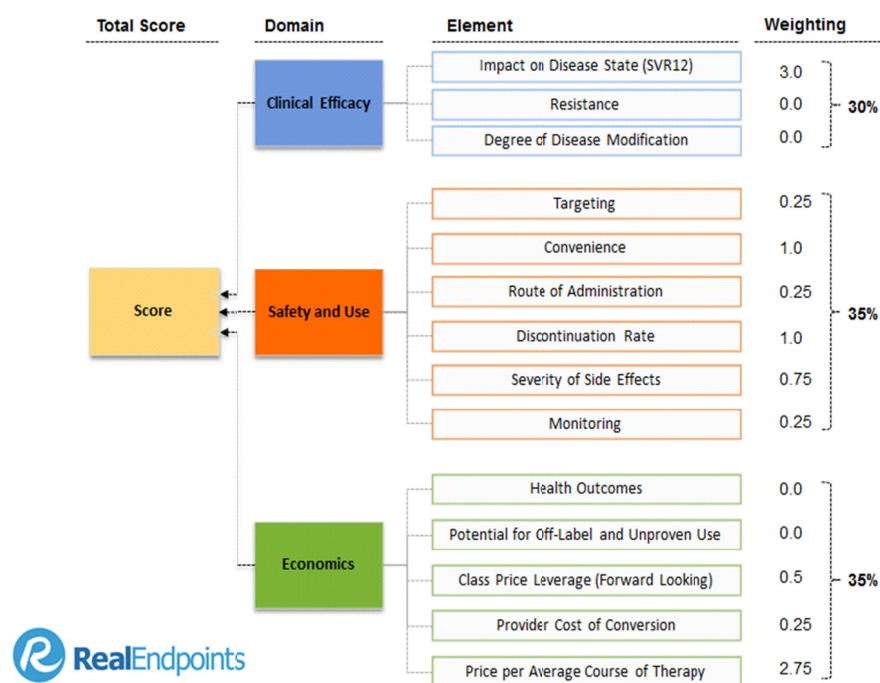 Total Score Domain Element Weighting
Clinical Efficacy
Impact on Disease State (SVR12) 3.0
Resistance 0.0
Degree of Disease Modification 0.0
30%
Score
Safety and Use
Targeting 0.25
Convenience 1.0
Route of Administration 0.25
Discontinuation Rate 1.0
Severity of Side Effects 0.75
Monitoring 0.25
35%
Economics
Health Outcomes 0.0
Potential for Off-Label and Unproven Use 0.0
Class Price Leverage (Forward Looking) 0.5
Provider Cost of Conversion 0.25
Price per Average Course of Therapy 2.75
35%
RealEndpoints